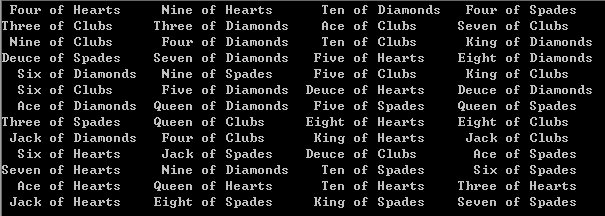 Four of Hearts Nine of Hearts Ten of Diamonds Four of Spades
Three of Clubs Three of Diamonds Ace of Clubs Seven of Clubs
Nine of Clubs Four of Diamonds Ten of Clubs King of Diamonds
Deuce of Spades Seven of Diamonds Five of Hearts Eight of Diamonds
Six of Diamonds Nine of Spades Five of Clubs King of Clubs
Six of Clubs Five of Diamonds Deuce of Hearts Deuce of Diamonds
Ace of Diamonds Queen of Diamonds Five of Spades Queen of Spades
Three of Spades Queen of Clubs Eight of Hearts Eight of Clubs
Jack of Diamonds Four of Clubs King of Hearts Jack of Clubs
Six of Hearts Jack of Spades Deuce of Clubs Ace of Spades
Seven of Hearts Nine of Diamonds Ten of Spades Six of Spades
Ace of Hearts Queen of Hearts Ten of Hearts Three of Hearts
Jack of Hearts Eight of Spades King of Spades Seven of Spades